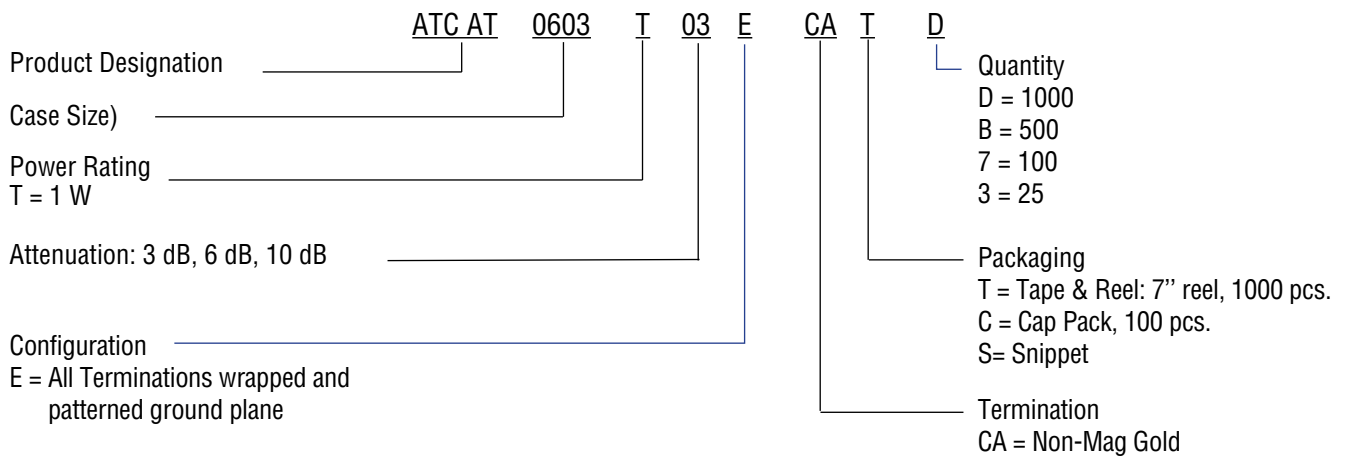 ATC AT 0603 T 03 E CA T D
Product Designation
Case Size)
Power Rating
T = 1 W
Attenuation: 3 dB, 6 dB, 10 dB
Configuration
E = All Terminations wrapped and
patterned ground plane
Quantity
D = 1000
B = 500
7 = 100
3 = 25
Packaging
T = Tape & Reel: 7’’ reel, 1000 pcs.
C = Cap Pack, 100 pcs.
S= Snippet
Termination
CA = Non-Mag Gold